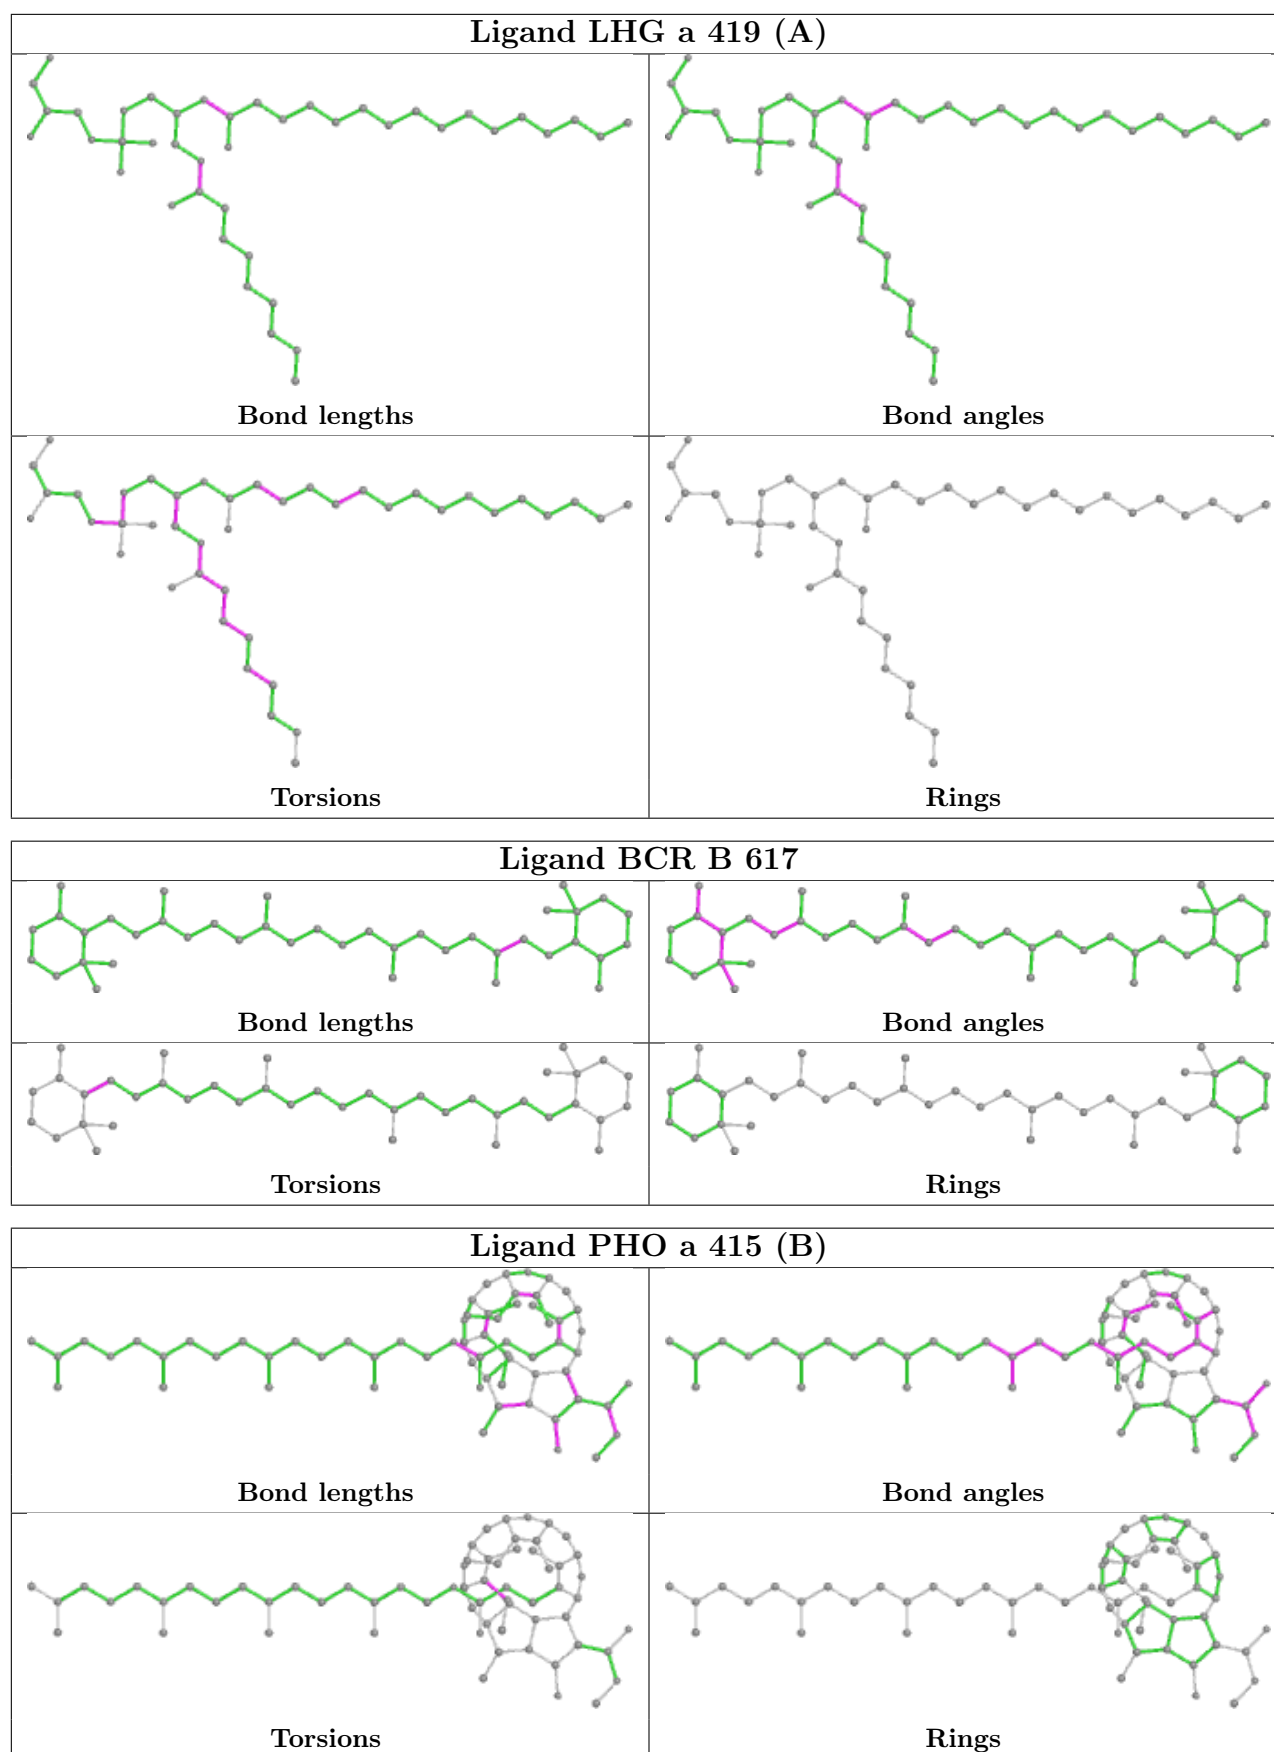 Ligand LHG a 419 (A)
Bond lengths
Bond angles
Torsions
Rings
Ligand BCR B 617
Bond lengths
Bond angles
Torsions
Rings
Ligand PHO a 415 (B)
Bond lengths
Bond angles
Torsions
Rings